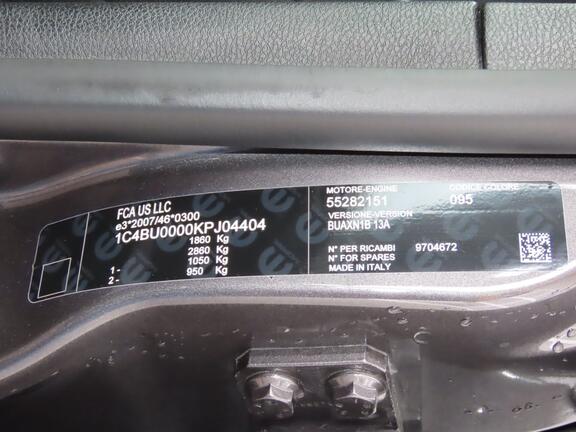 FCA US LLC
e3*2007/46*0300
1C4BU0000KPJ04404
1860 Kg
2860 Kg
1- 1050 Kg
2- 950 Kg
MOTORE-ENGINE CODICE COLORE
55282151 095
VERSIONE-VERSION
BUAXN1B 13A
N° PER RICAMBI 9704672
N° FOR SPARES
MADE IN ITALY